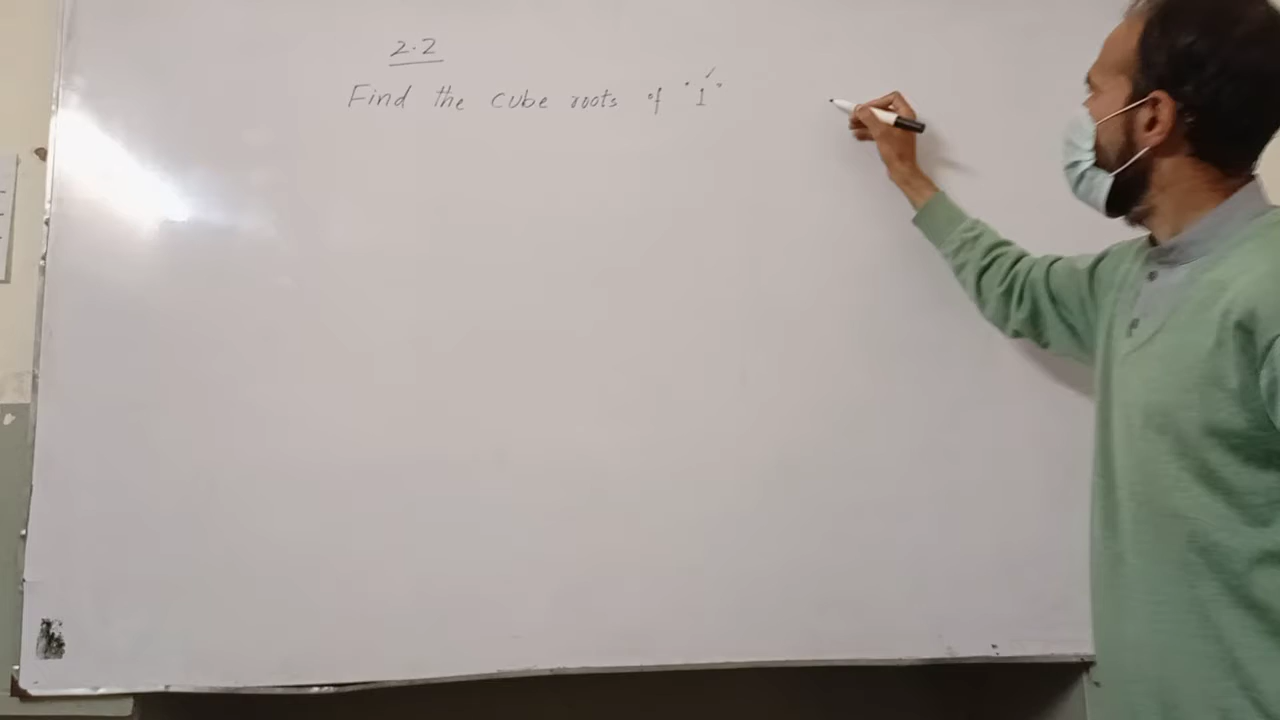 2.2
Find the cube roots of "1"